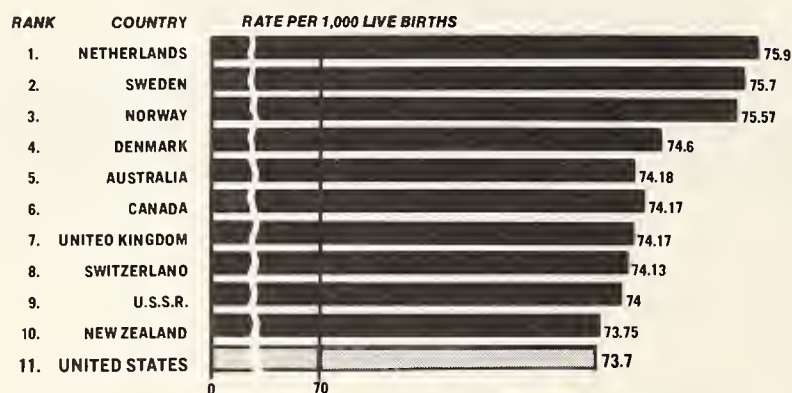 RANK COUNTRY RATE PER 1,000 LIVE BIRTHS
1. NETHERLANDS 75.9
2. SWEDEN 75.7
3. NORWAY 75.57
4. DENMARK 74.6
5. AUSTRALIA 74.18
6. CANADA 74.17
7. UNITEO KINGDOM 74.17
8. SWITZERLANO 74.13
9. U.S.S.R. 74
10. NEW ZEALAND 73.75
11. UNITED STATES 73.7
0 70